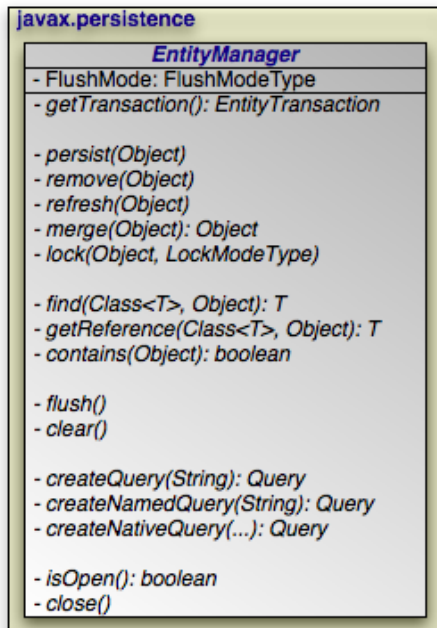 javax.persistence
EntityManager
- FlushMode: FlushModeType
- getTransaction(): EntityTransaction
- persist(Object)
- remove(Object)
- refresh(Object)
- merge(Object): Object
- lock(Object, LockModeType)
- find(Class<T>, Object): T
- getReference(Class<T>, Object): T
- contains(Object): boolean
- flush()
- clear()
- createQuery(String): Query
- createNamedQuery(String): Query
- createNativeQuery(...): Query
- isOpen(): boolean
- close()